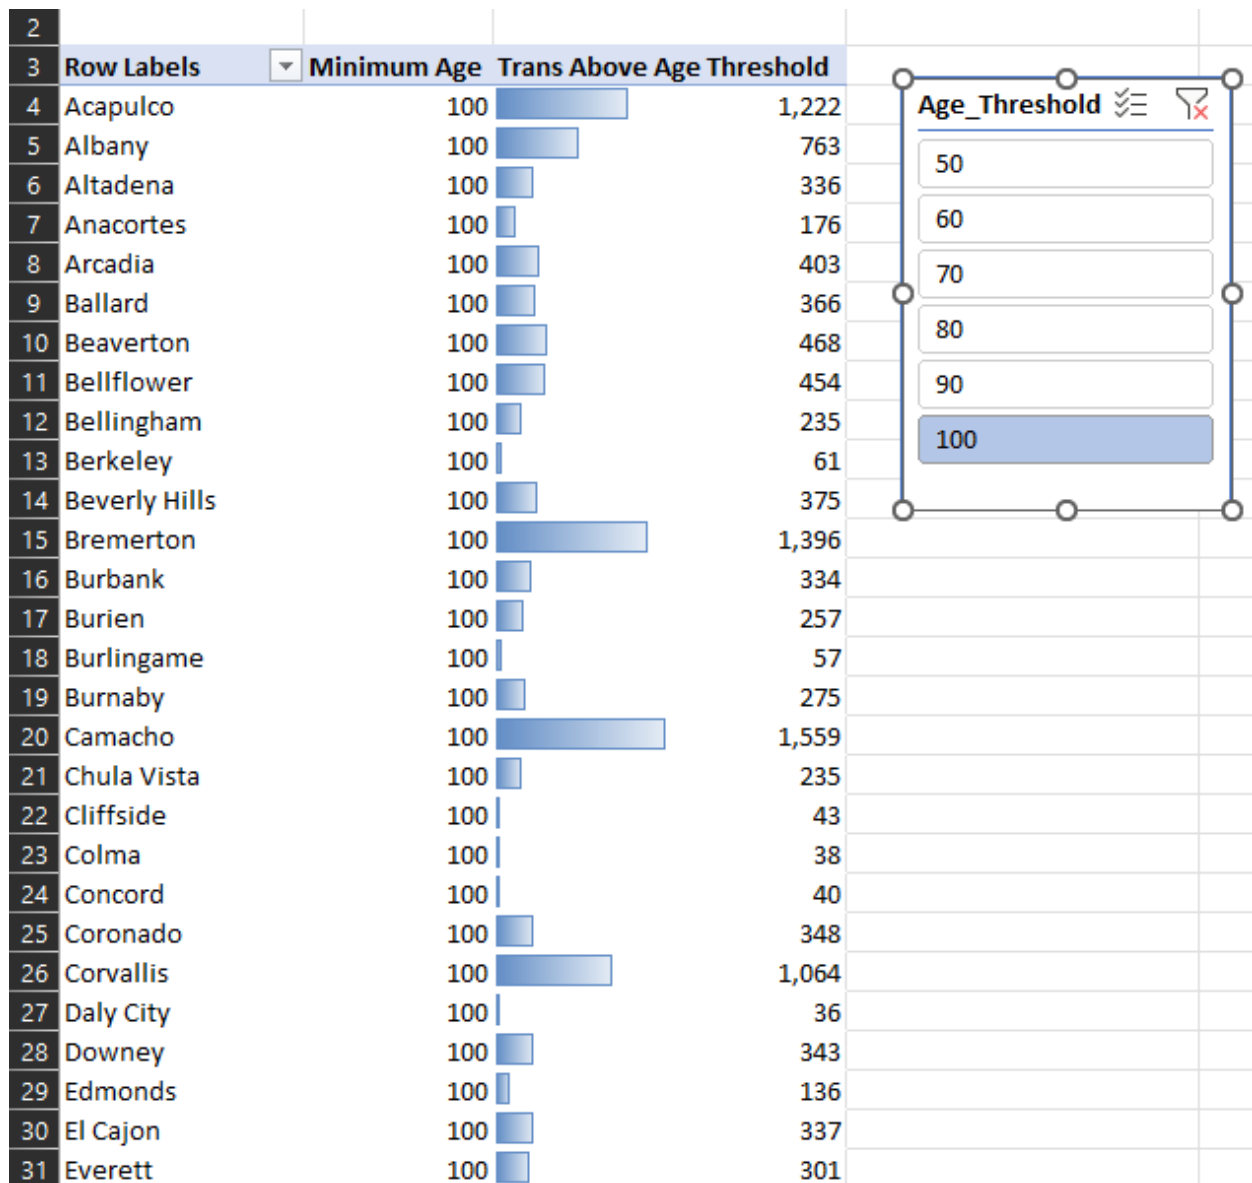 2
3 Row Labels Minimum Age Trans Above Age Threshold
4 Acapulco 100 1,222
5 Albany 100 763
6 Altadena 100 336
7 Anacortes 100 176
8 Arcadia 100 403
9 Ballard 100 366
10 Beaverton 100 468
11 Bellflower 100 454
12 Bellingham 100 235
13 Berkeley 100 61
14 Beverly Hills 100 375
15 Bremerton 100 1,396
16 Burbank 100 334
17 Burien 100 257
18 Burlingame 100 57
19 Burnaby 100 275
20 Camacho 100 1,559
21 Chula Vista 100 235
22 Cliffside 100 43
23 Colma 100 38
24 Concord 100 40
25 Coronado 100 348
26 Corvallis 100 1,064
27 Daly City 100 36
28 Downey 100 343
29 Edmonds 100 136
30 El Cajon 100 337
31 Everett 100 301
Age_Threshold
50
60
70
80
90
100